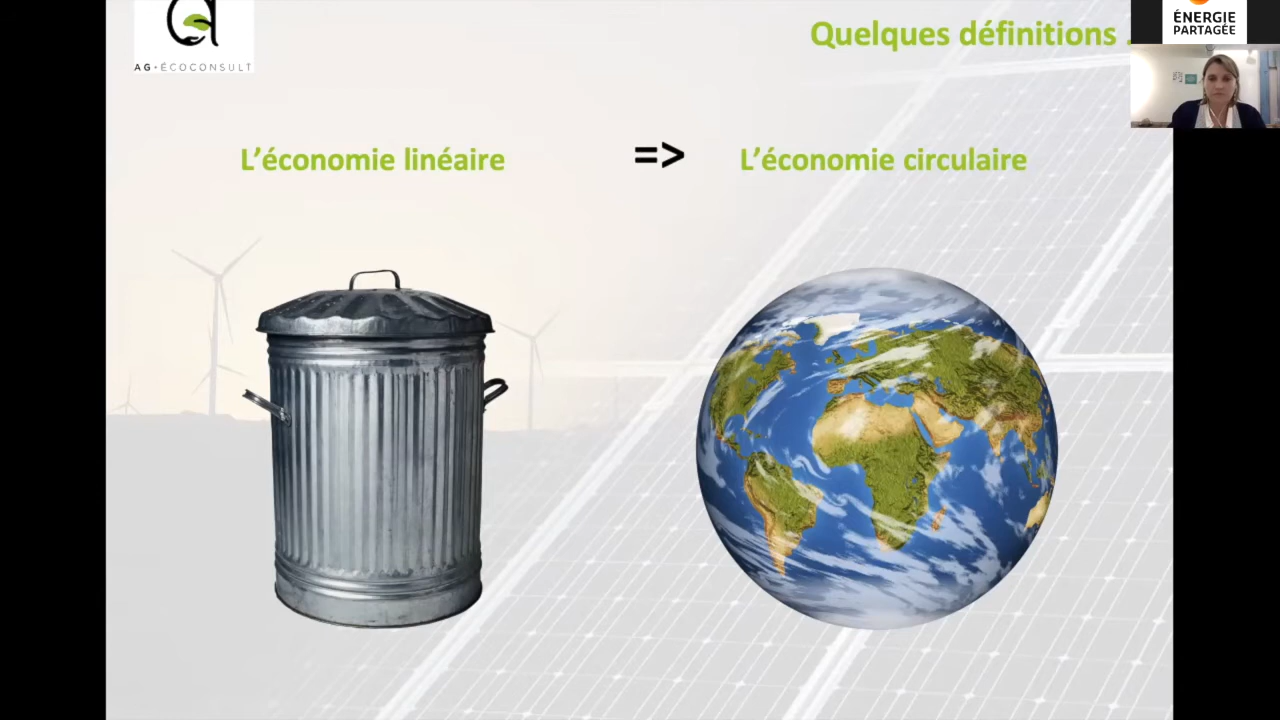 AG·ÉCOCONSULT
Quelques définitions .
ÉNERGIE
PARTAGÉE
L’économie linéaire
=>
L’économie circulaire